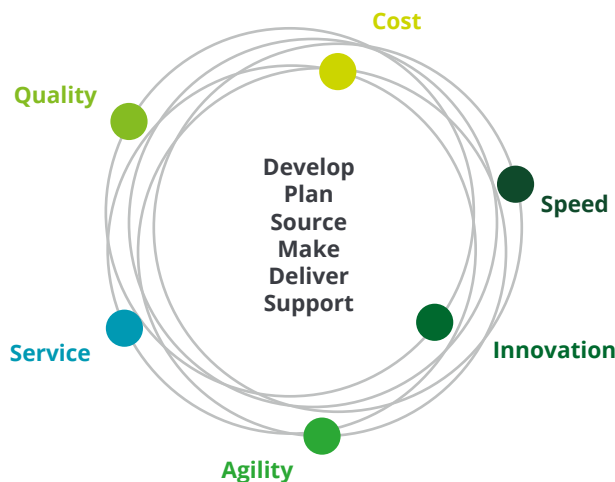 Cost
Quality
Develop
Plan
Source
Make
Deliver
Support
Speed
Innovation
Service
Agility